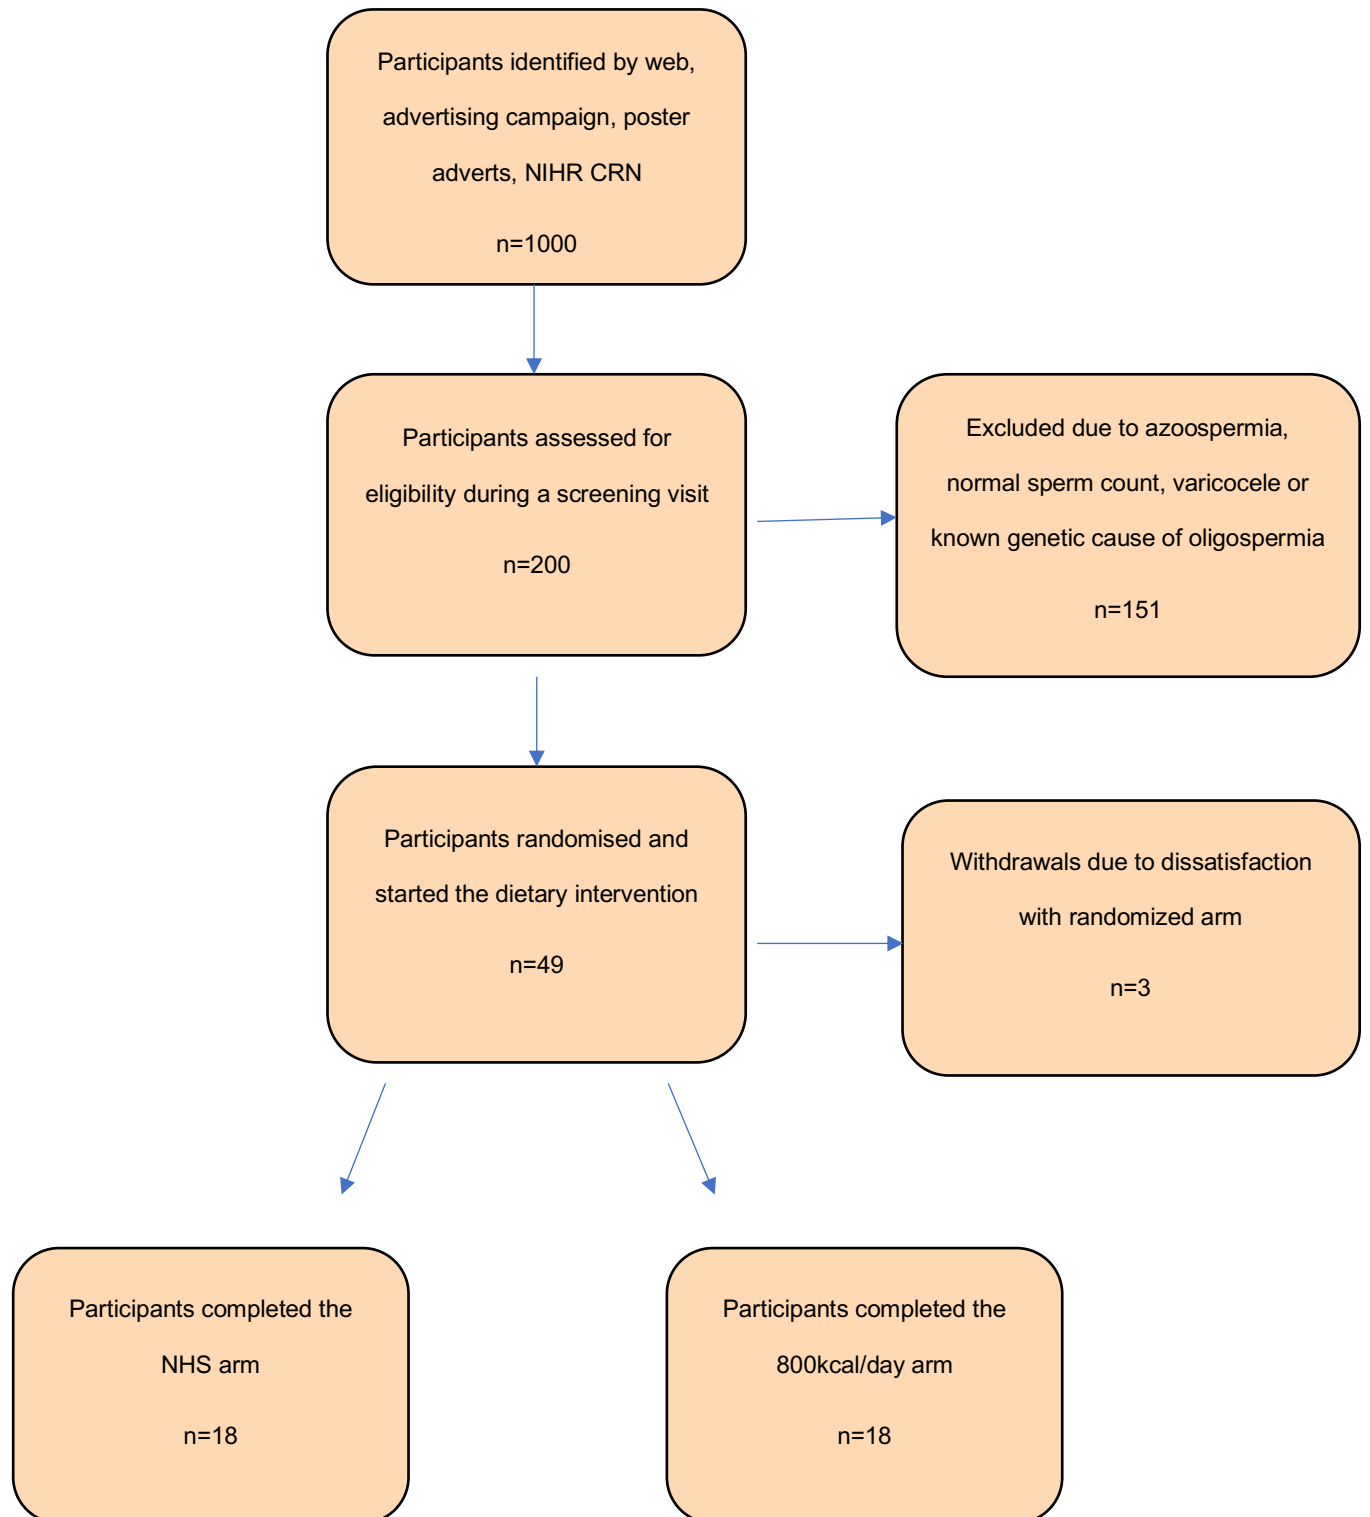 Participants identified by web,
advertising campaign, poster
adverts, NIHR CRN
n=1000
Participants assessed for
eligibility during a screening visit
n=200
Excluded due to azoospermia,
normal sperm count, varicocele or
known genetic cause of oligospermia
n=151
Participants randomised and
started the dietary intervention
n=49
Withdrawals due to dissatisfaction
with randomized arm
n=3
Participants completed the
NHS arm
n=18
Participants completed the
800kcal/day arm
n=18